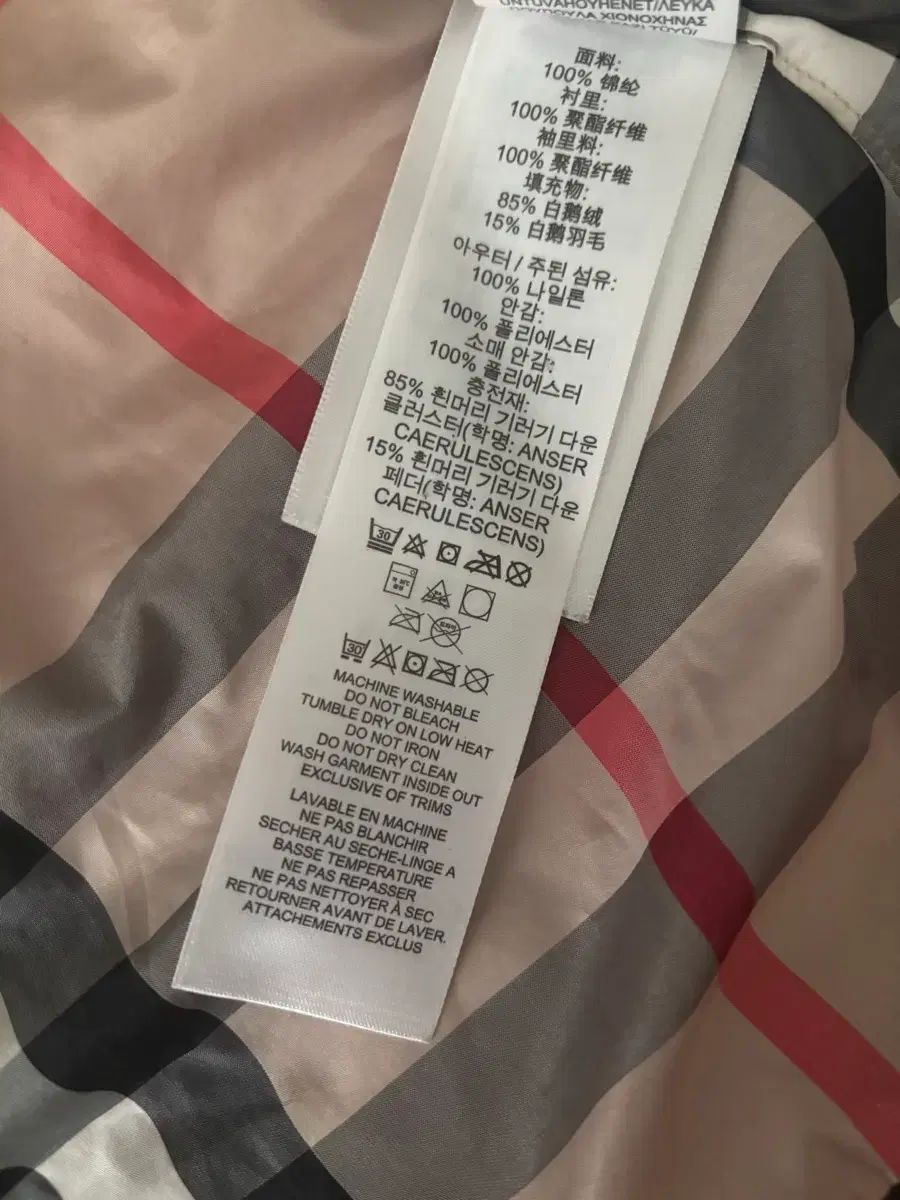 面料:
100% 锦纶
衬里:
100% 聚酯纤维
袖里料:
100% 聚酯纤维
填充物:
85% 白鹅绒
15% 白鹅羽毛
아우터 / 주된 섬유:
100% 나일론
안감:
100% 폴리에스터
소매 안감:
100% 폴리에스터
충전재:
85% 흰머리 기러기 다운
클러스터(학명: ANSER
CAERULESCENS)
15% 흰머리 기러기 다운
페더(학명: ANSER
CAERULESCENS)
30
30
MACHINE WASHABLE
DO NOT BLEACH
TUMBLE DRY ON LOW HEAT
DO NOT IRON
DO NOT DRY CLEAN
WASH GARMENT INSIDE OUT
EXCLUSIVE OF TRIMS
LAVABLE EN MACHINE
NE PAS BLANCHIR
SECHER AU SECHE-LINGE A
BASSE TEMPERATURE
NE PAS REPASSER
NE PAS NETTOYER À SEC
RETOURNER AVANT DE LAVER.
ATTACHEMENTS EXCLUS